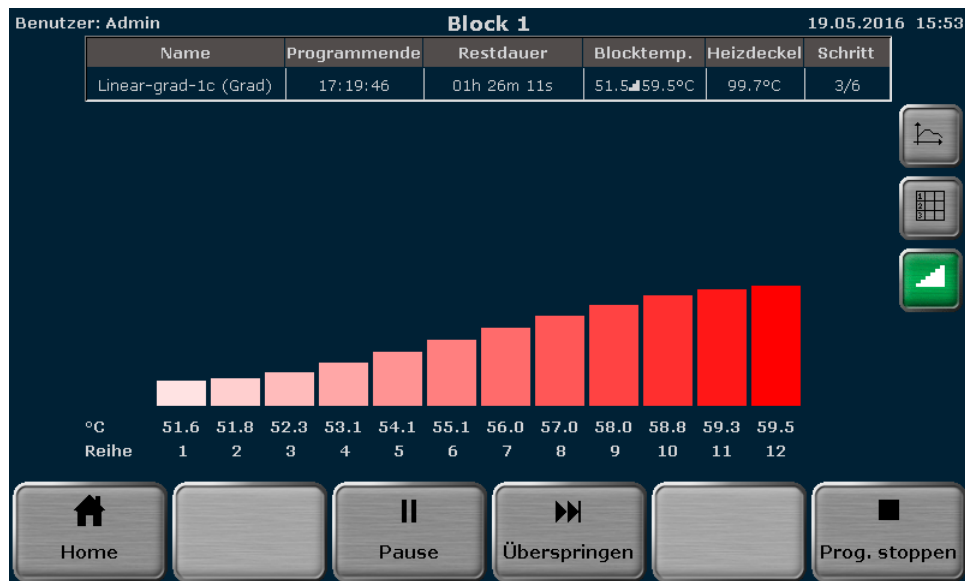 Benutzer: Admin Block 1 19.05.2016 15:53
Name Programmende Restdauer Blocktemp. Heizdeckel Schritt
Linear-grad-1c (Grad) 17:19:46 01h 26m 11s 51.5 59.5°C 99.7°C 3/6
1
2
3
°C 51.6 51.8 52.3 53.1 54.1 55.1 56.0 57.0 58.0 58.8 59.3 59.5
Reihe 1 2 3 4 5 6 7 8 9 10 11 12
Home Pause Überspringen Prog. stoppen